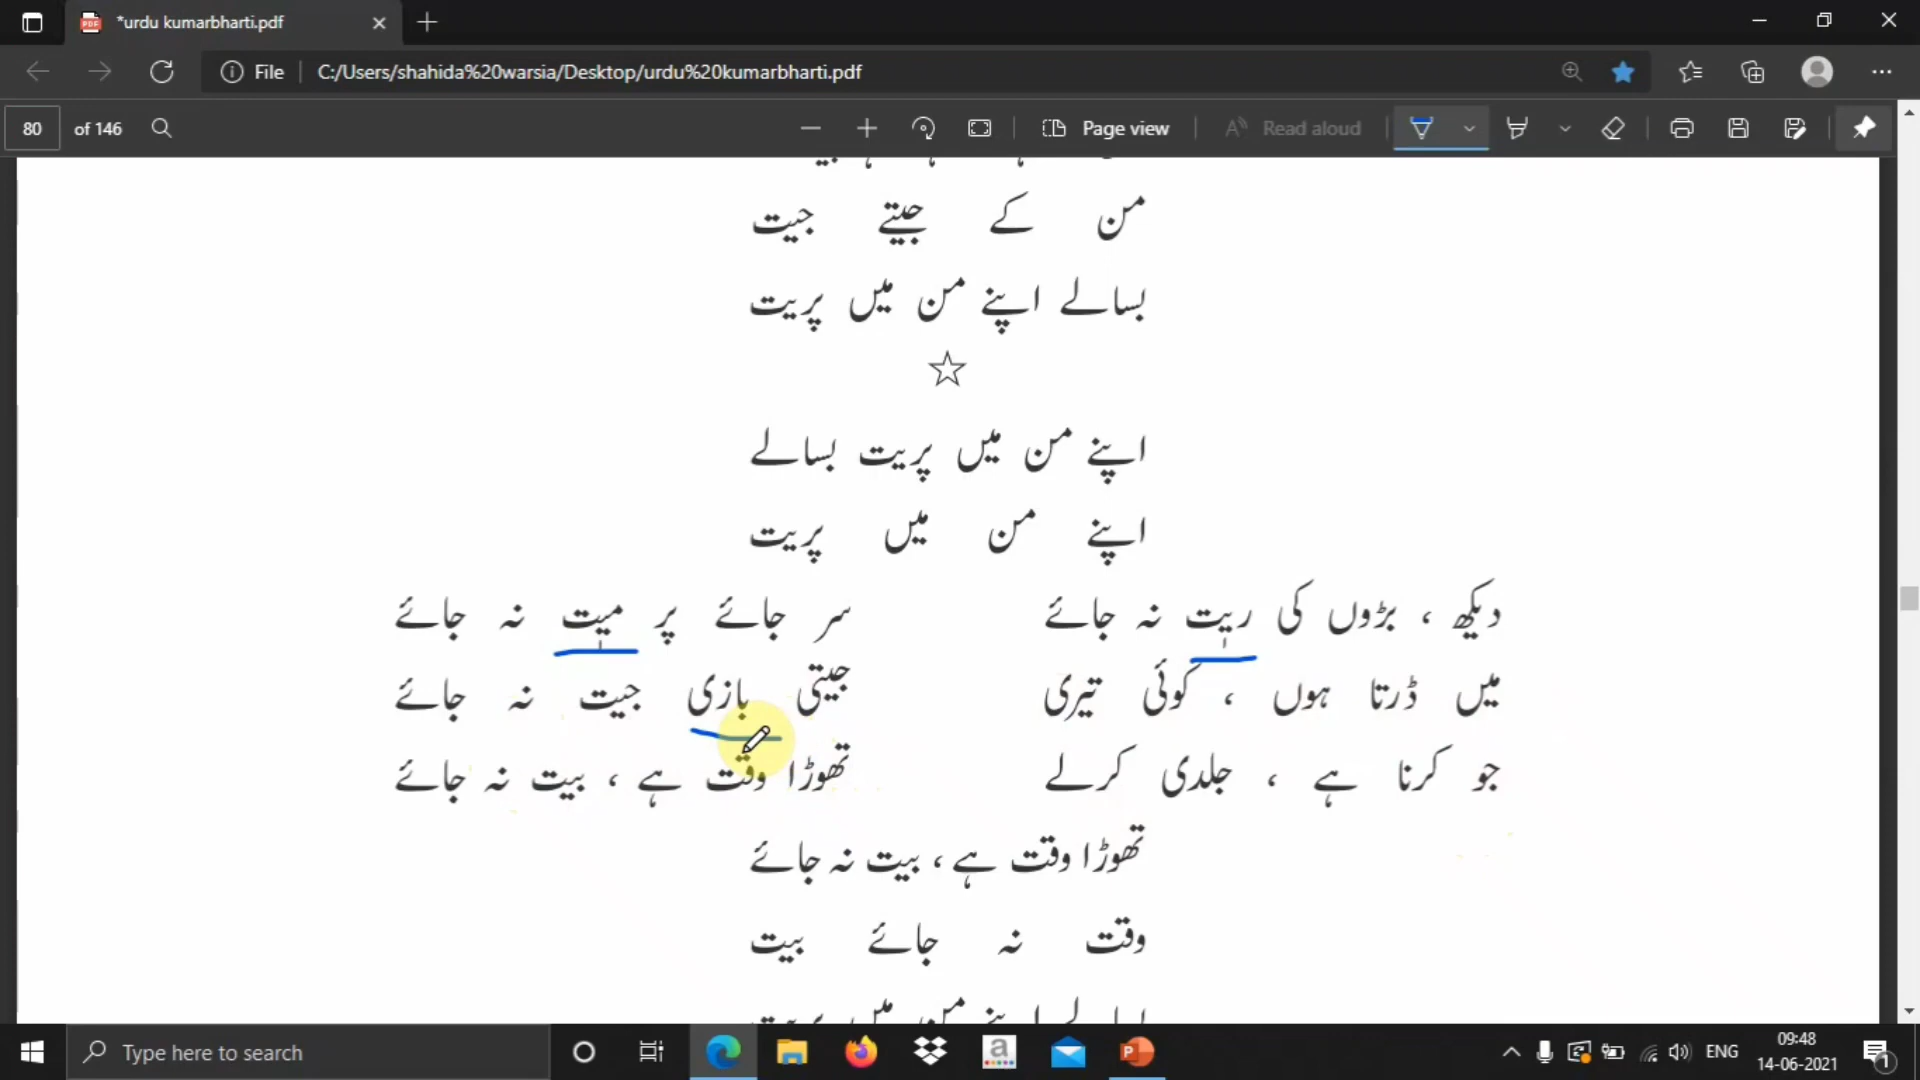 *urdu kumarbharti.pdf
File C:/Users/shahida%20warsia/Desktop/urdu%20kumarbharti.pdf
80 of 146 Page view Read aloud
من کے جیتے جیت
بسالے اپنے من میں پریت
☆
اپنے من میں پریت بسالے
اپنے من میں پریت
دیکھ ، بڑوں کی ریت نہ جائے سر جائے پر میت نہ جائے
میں ڈرتا ہوں ، کوئی تیری جیتی بازی جیت نہ جائے
جو کرنا ہے ، جلدی کرلے تھوڑا وقت ہے ، بیت نہ جائے
تھوڑا وقت ہے ، بیت نہ جائے
وقت نہ جائے بیت
Type here to search ENG 09:48
14-06-2021 1